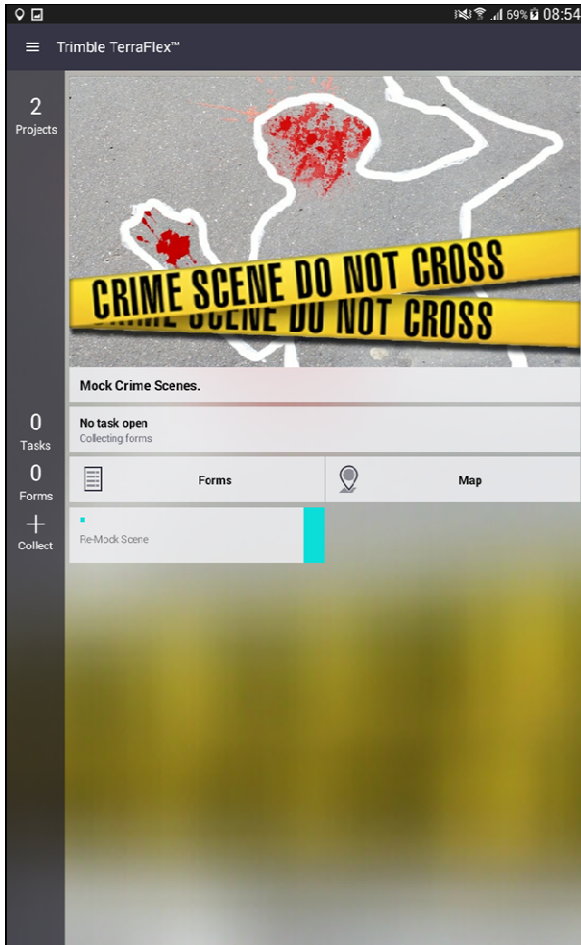 69% 08:54
Trimble TerraFlex™
2
Projects
CRIME SCENE DO NOT CROSS
CRIME SCENE DO NOT CROSS
Mock Crime Scenes.
0
Tasks
No task open
Collecting forms
0
Forms
Forms
Map
Collect
Re-Mock Scene